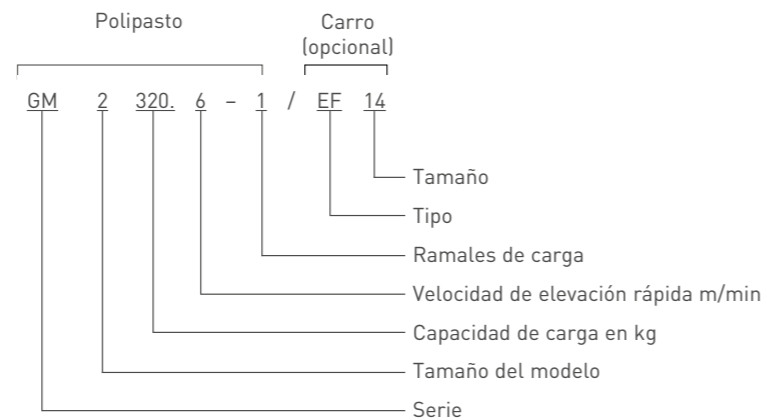 Polipasto
Carro
(opcional)
GM 2 320. 6 – 1 / EF 14
Tamaño
Tipo
Ramales de carga
Velocidad de elevación rápida m/min
Capacidad de carga en kg
Tamaño del modelo
Serie